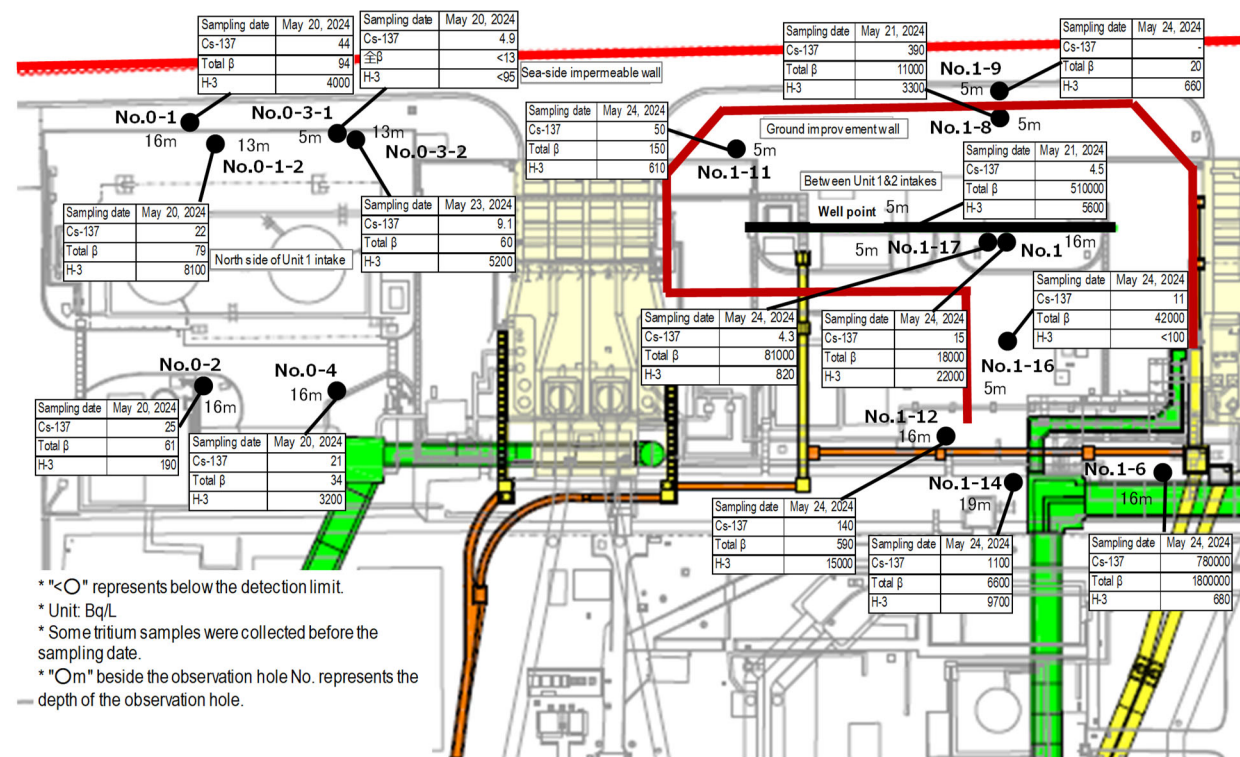 Sampling date May 20, 2024
Cs-137 44
Total β 94
H-3 4000
Sampling date May 20, 2024
Cs-137 4.9
全β <13
H-3 <95
Sea-side impermeable wall
Sampling date May 21, 2024
Cs-137 390
Total β 11000
H-3 3300
Sampling date May 24, 2024
Cs-137 -
Total β 20
H-3 660
No.1-9
5m
No.0-1
16m
No.0-3-1
5m
13m
No.0-3-2
13m
No.0-1-2
Sampling date May 24, 2024
Cs-137 50
Total β 150
H-3 610
5m
No.1-11
Ground improvement wall
No.1-8
5m
Sampling date May 21, 2024
Cs-137 4.5
Total β 510000
H-3 5600
Between Unit 1&2 intakes
Well point
5m
5m
No.1-17
No.1
16m
Sampling date May 20, 2024
Cs-137 22
Total β 79
H-3 8100
North side of Unit 1 intake
Sampling date May 23, 2024
Cs-137 9.1
Total β 60
H-3 5200
Sampling date May 24, 2024
Cs-137 4.3
Total β 81000
H-3 820
Sampling date May 24, 2024
Cs-137 15
Total β 18000
H-3 22000
Sampling date May 24, 2024
Cs-137 11
Total β 42000
H-3 <100
No.1-16
5m
No.0-2
16m
No.0-4
16m
Sampling date May 20, 2024
Cs-137 25
Total β 61
H-3 190
Sampling date May 20, 2024
Cs-137 21
Total β 34
H-3 3200
No.1-12
16m
No.1-14
19m
No.1-6
16m
Sampling date May 24, 2024
Cs-137 140
Total β 590
H-3 15000
Sampling date May 24, 2024
Cs-137 1100
Total β 6600
H-3 9700
Sampling date May 24, 2024
Cs-137 780000
Total β 1800000
H-3 680
* "<○" represents below the detection limit.
* Unit: Bq/L
* Some tritium samples were collected before the
sampling date.
* "○m" beside the observation hole No. represents the
depth of the observation hole.